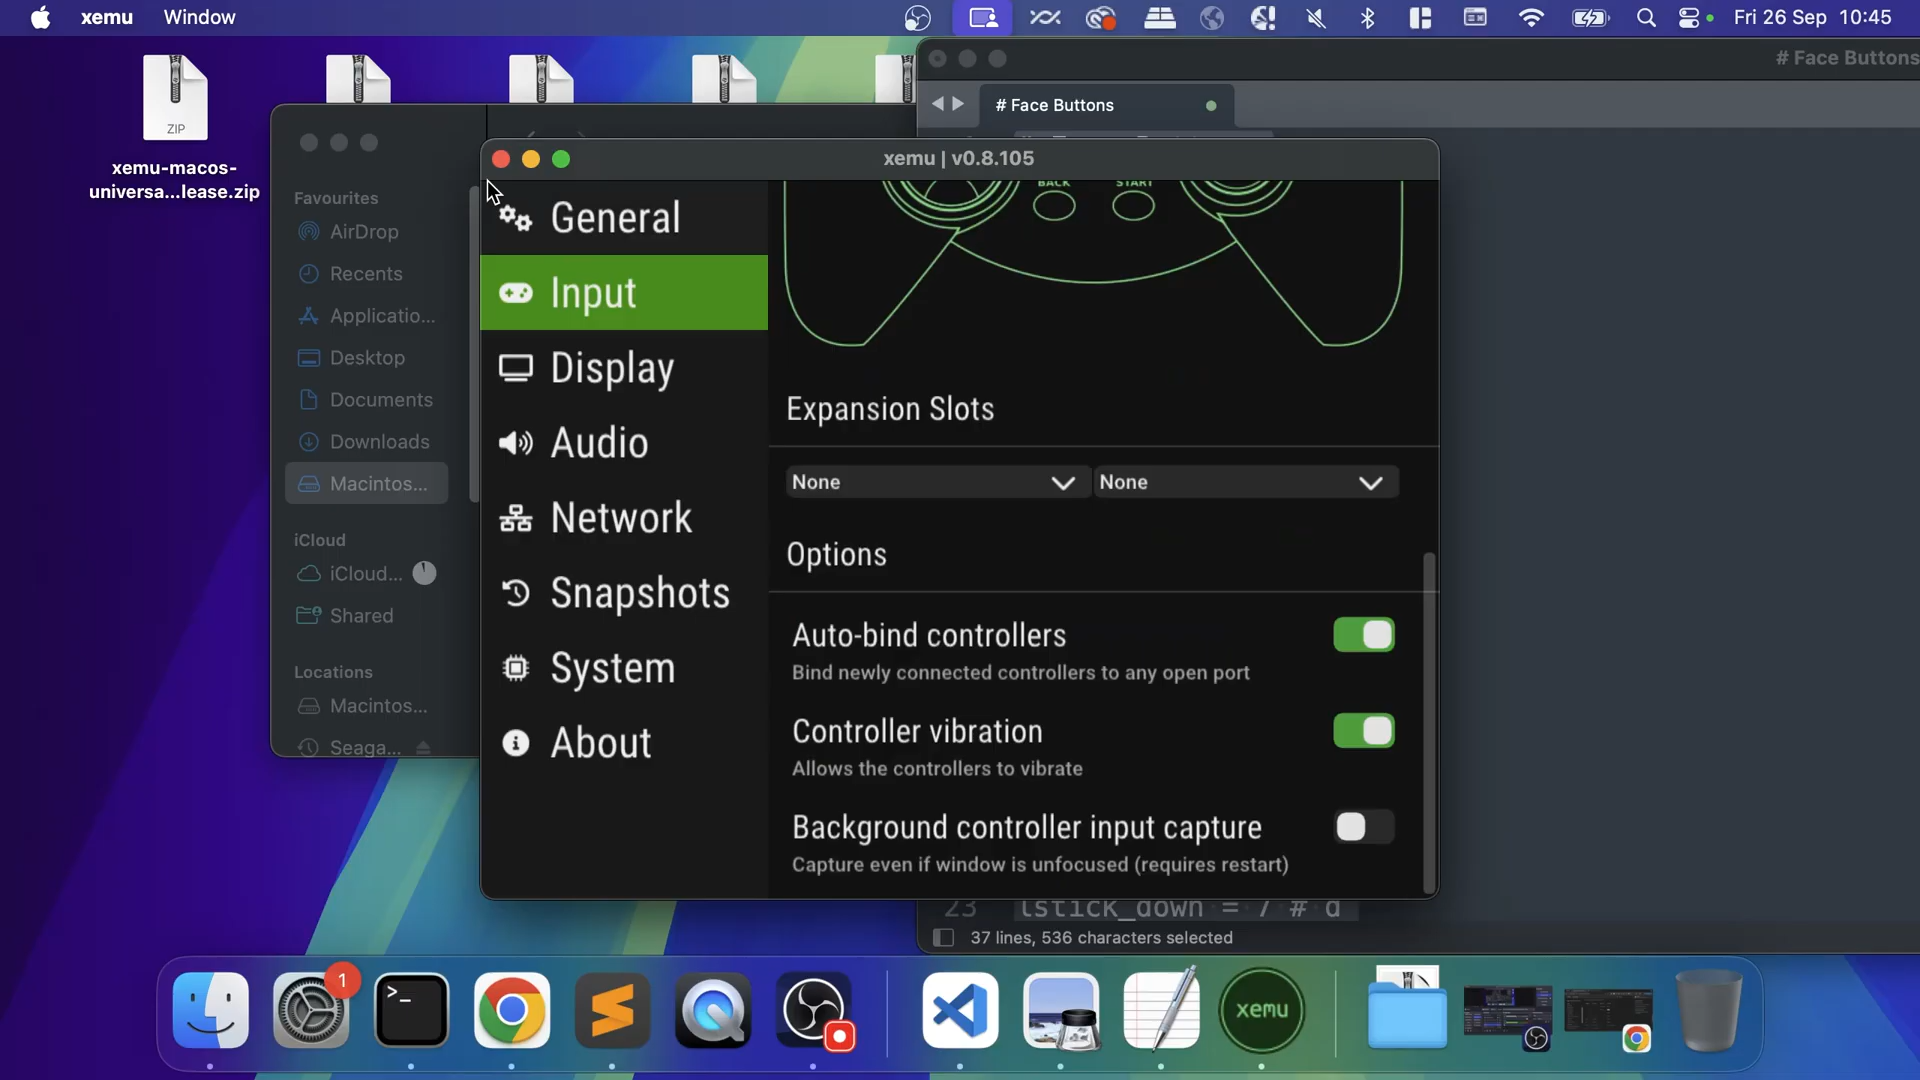 xemu Window Fri 26 Sep 10:45
ZIP
xemu-macos-
universa...lease.zip
# Face Buttons
# Face Buttons
xemu | v0.8.105
Favourites
AirDrop
Recents
Applicatio...
Desktop
Documents
Downloads
Macintos...
iCloud
iCloud...
Shared
Locations
Macintos...
Seaga...
General
Input
Display
Audio
Network
Snapshots
System
About
BACK START
Expansion Slots
None None
Options
Auto-bind controllers
Bind newly connected controllers to any open port
Controller vibration
Allows the controllers to vibrate
Background controller input capture
Capture even if window is unfocused (requires restart)
23 lstick_down = 7 # d
37 lines, 536 characters selected
1
xemu